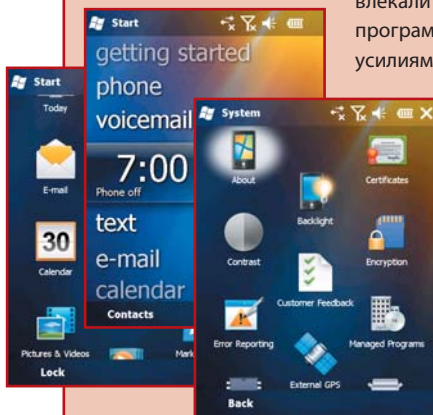 влекали
програм
усилиям
Start
getting started
phone
voicemail
7:00
Phone off
text
e-mail
calendar
Contacts
Start
Today
E-mail
30
Calendar
Pictures & Videos
Mark
Lock
System
About
Certificates
Backlight
Contrast
Encryption
Customer Feedback
Error Reporting
Managed Programs
External GPS
Back